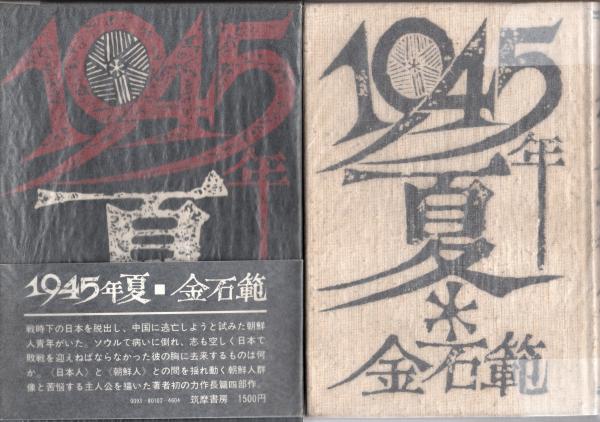 1945年
夏
1945年夏■金石範
戦時下の日本を脱出し、中国に逃亡しようと試みた朝鮮
人青年がいた。ソウルて病いに倒れ、志も空しく日本て
敗戦を迎えねばならなかった彼の胸に去来するものは何
か。〈日本人〉と〈朝鮮人〉との間を揺れ動く朝鮮人群
像と苦悩する主人公を描いた著者初の力作長篇四部作。
0093-80107-4604 筑摩書房 1500円
1945年
夏
*
金石範